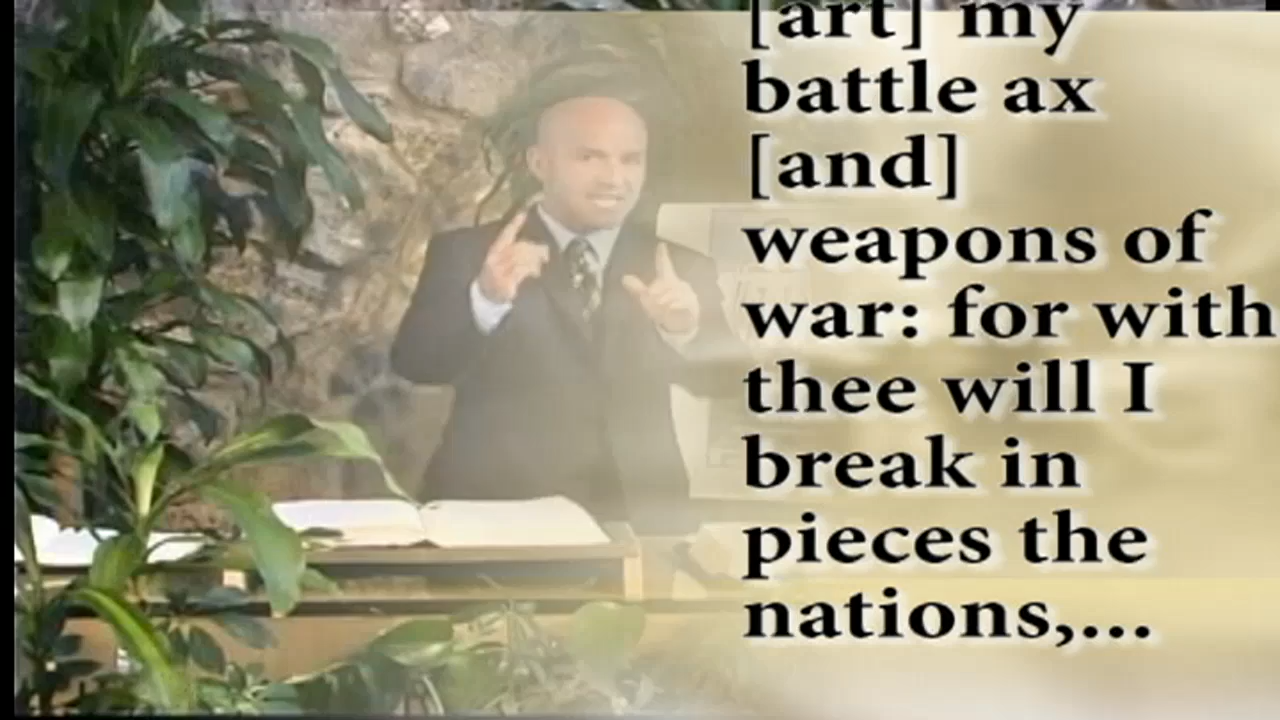 [art] my
battle ax
[and]
weapons of
war: for with
thee will I
break in
pieces the
nations,...